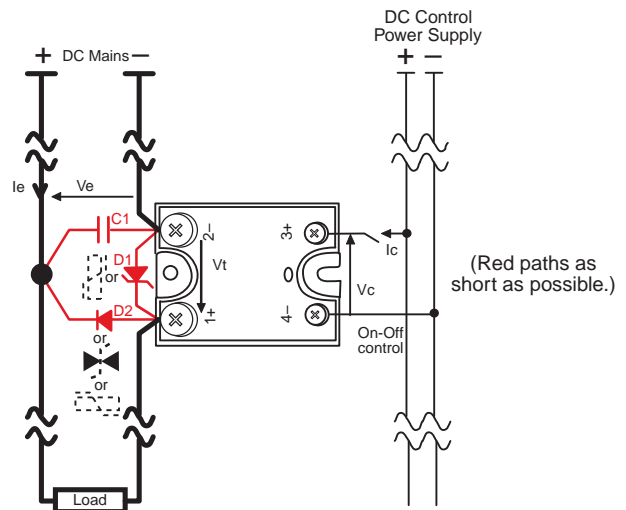 DC Control
Power Supply
+ DC Mains −
+ −
Ie
Ve
C1
2−
3+
Ic
D1
or
Vt
(Red paths as
short as possible.)
Vc
D2
1+
4−
On-Off
control
or
or
Load